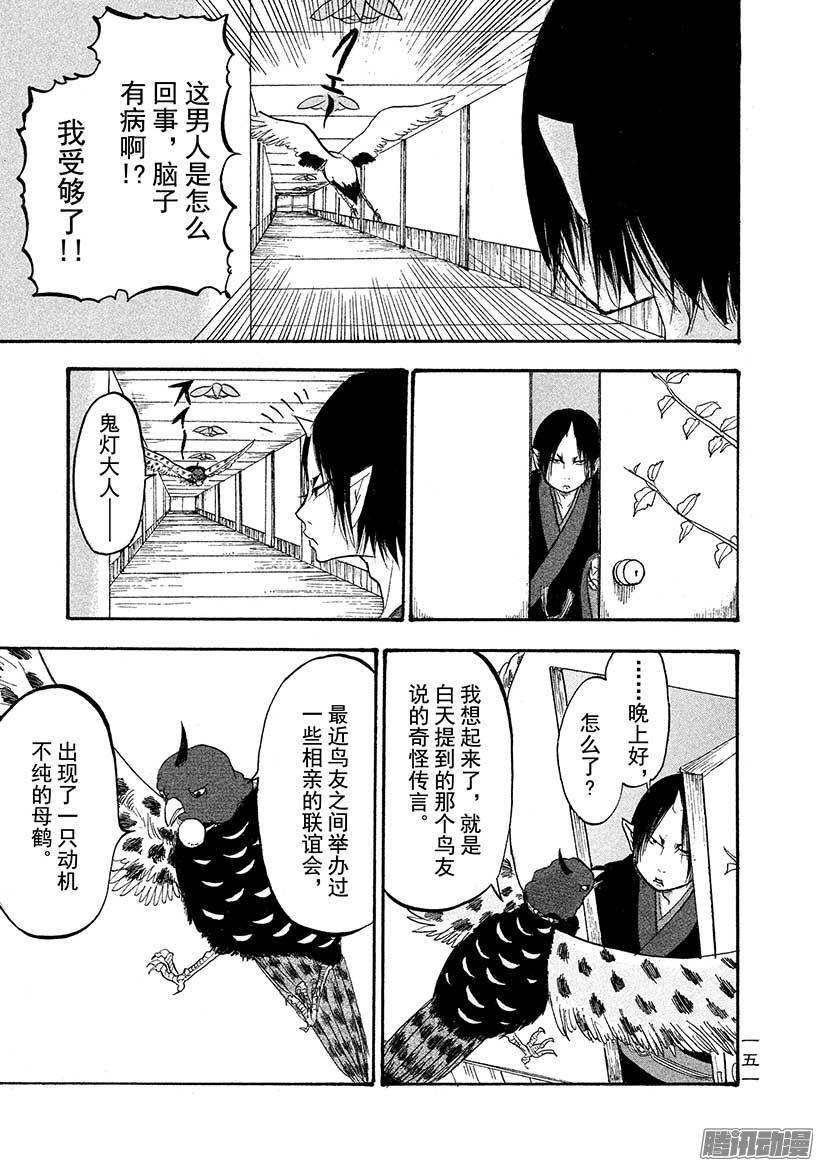 这男人是怎么
回事，脑子
有病啊!?
我受够了!!
クエー
鬼灯大人——
……晚上好，
怎么了？
我想起来了，就是
白天提到的那个鸟友
说的奇怪传言。
最近鸟友之间举办过
一些相亲的联谊会，
出现了一只动机
不纯的母鹤。
一五一
腾讯动漫